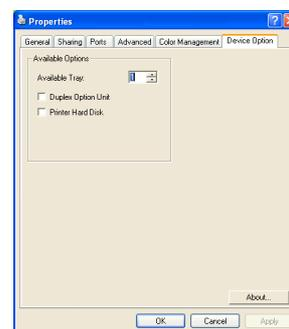 Properties
General Sharing Ports Advanced Color Management Device Option
Available Options
Available Tray: 1
Duplex Option Unit
Printer Hard Disk
About...
OK Cancel Apply